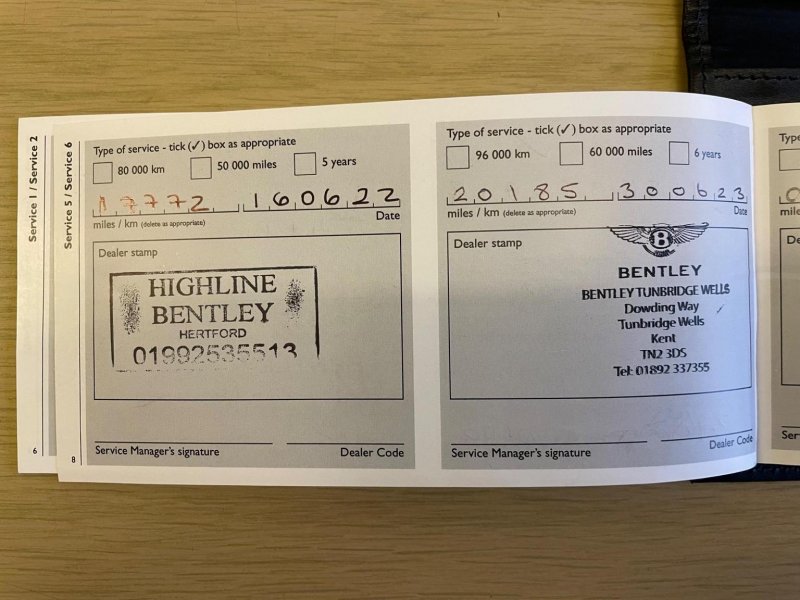 Service 1 / Service 2
Service 5 / Service 6
Type of service - tick (✓) box as appropriate
80 000 km
50 000 miles
5 years
17772
160622
miles / km (delete as appropriate)
Date
Dealer stamp
HIGHLINE
BENTLEY
HERTFORD
01992535513
Service Manager's signature
Dealer Code
6
8
Type of service - tick (✓) box as appropriate
96 000 km
60 000 miles
6 years
20185
300623
miles / km (delete as appropriate)
Date
Dealer stamp
B
BENTLEY
BENTLEY TUNBRIDGE WELLS
Dowding Way
Tunbridge Wells
Kent
TN2 3DS
Tel: 01892 337355
Service Manager's signature
Dealer Code